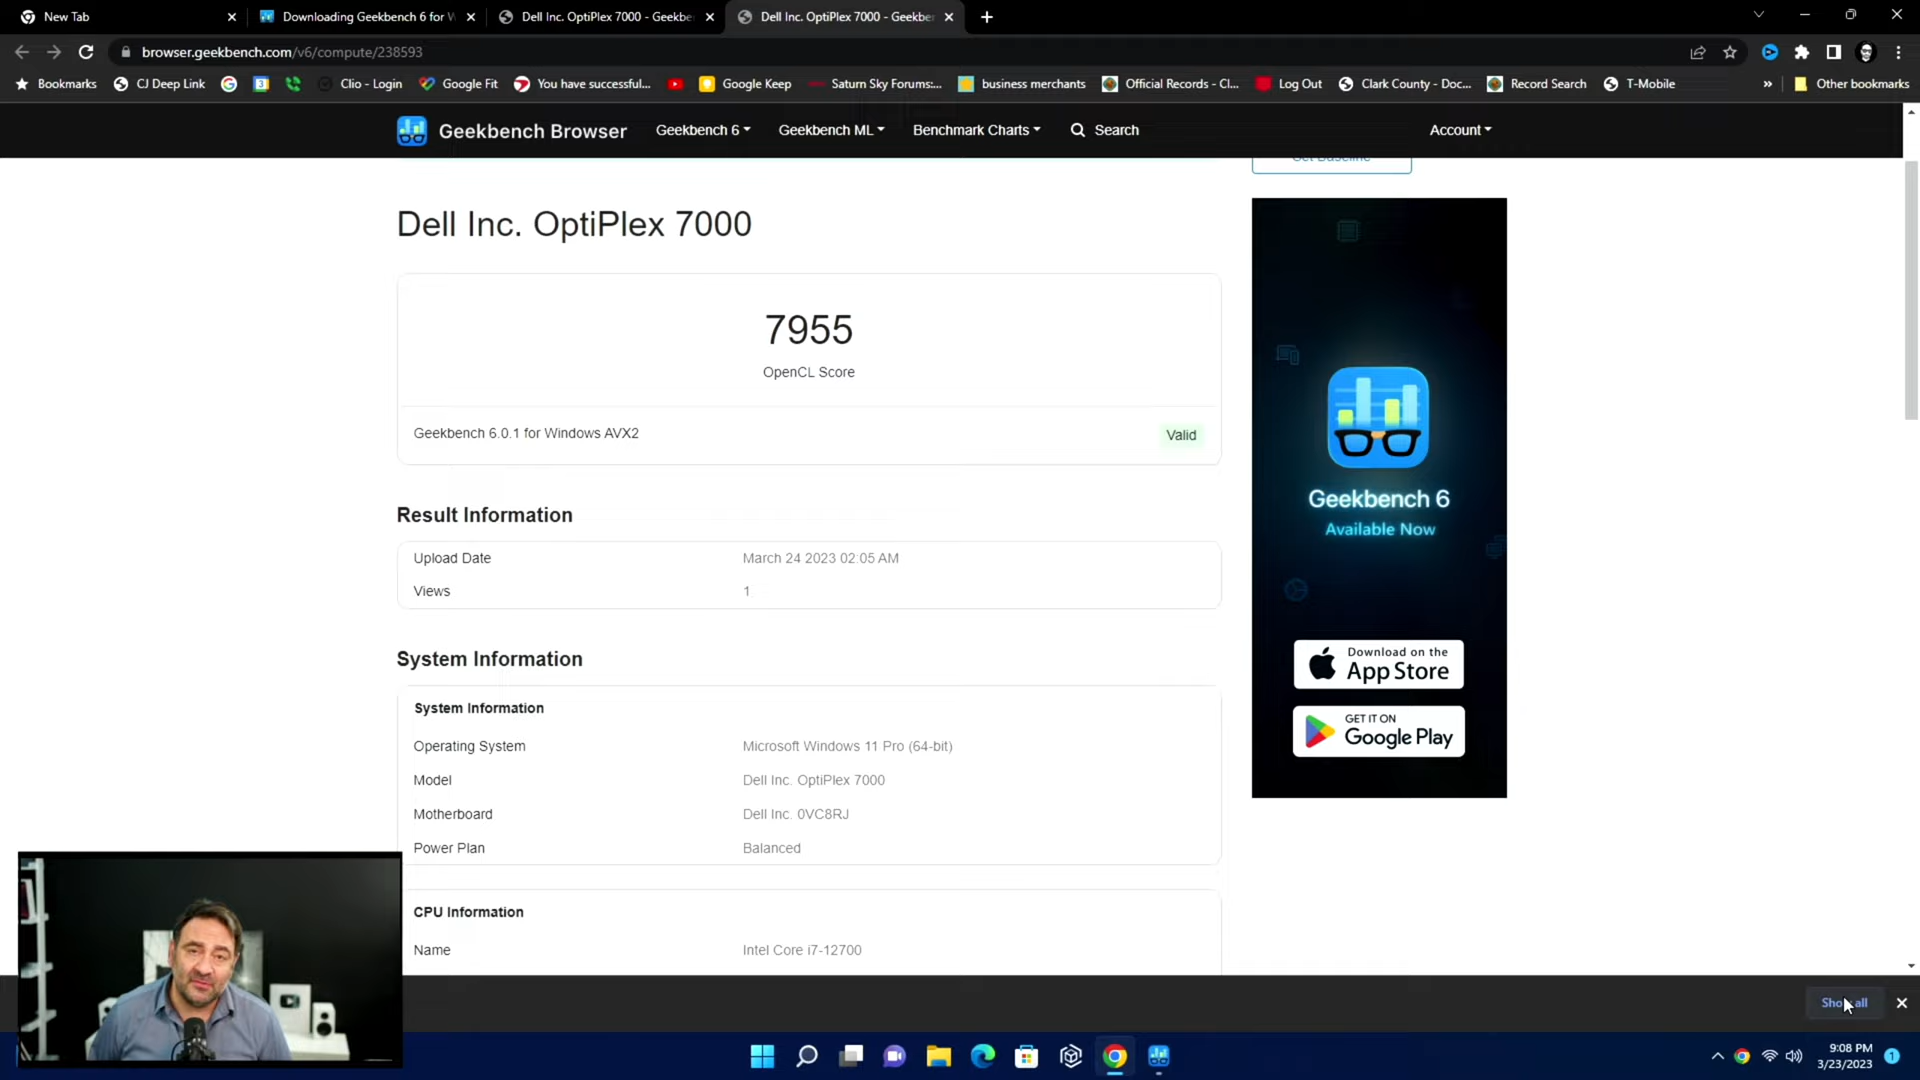 New Tab
Downloading Geekbench 6 for W
Dell Inc. OptiPlex 7000 - Geekbe
Dell Inc. OptiPlex 7000 - Geekbe
browser.geekbench.com/v6/compute/238593
Bookmarks
CJ Deep Link
Clio - Login
Google Fit
You have successful...
Google Keep
Saturn Sky Forums:...
business merchants
Official Records - Cl...
Log Out
Clark County - Doc...
Record Search
T-Mobile
»
Other bookmarks
Geekbench Browser
Geekbench 6
Geekbench ML
Benchmark Charts
Search
Account
Dell Inc. OptiPlex 7000
7955
OpenCL Score
Geekbench 6.0.1 for Windows AVX2
Valid
Result Information
Upload Date
March 24 2023 02:05 AM
Views
1
System Information
System Information
Operating System
Microsoft Windows 11 Pro (64-bit)
Model
Dell Inc. OptiPlex 7000
Motherboard
Dell Inc. 0VC8RJ
Power Plan
Balanced
CPU Information
Name
Intel Core i7-12700
Geekbench 6
Available Now
Download on the
App Store
GET IT ON
Google Play
Show all
9:08 PM
3/23/2023
1